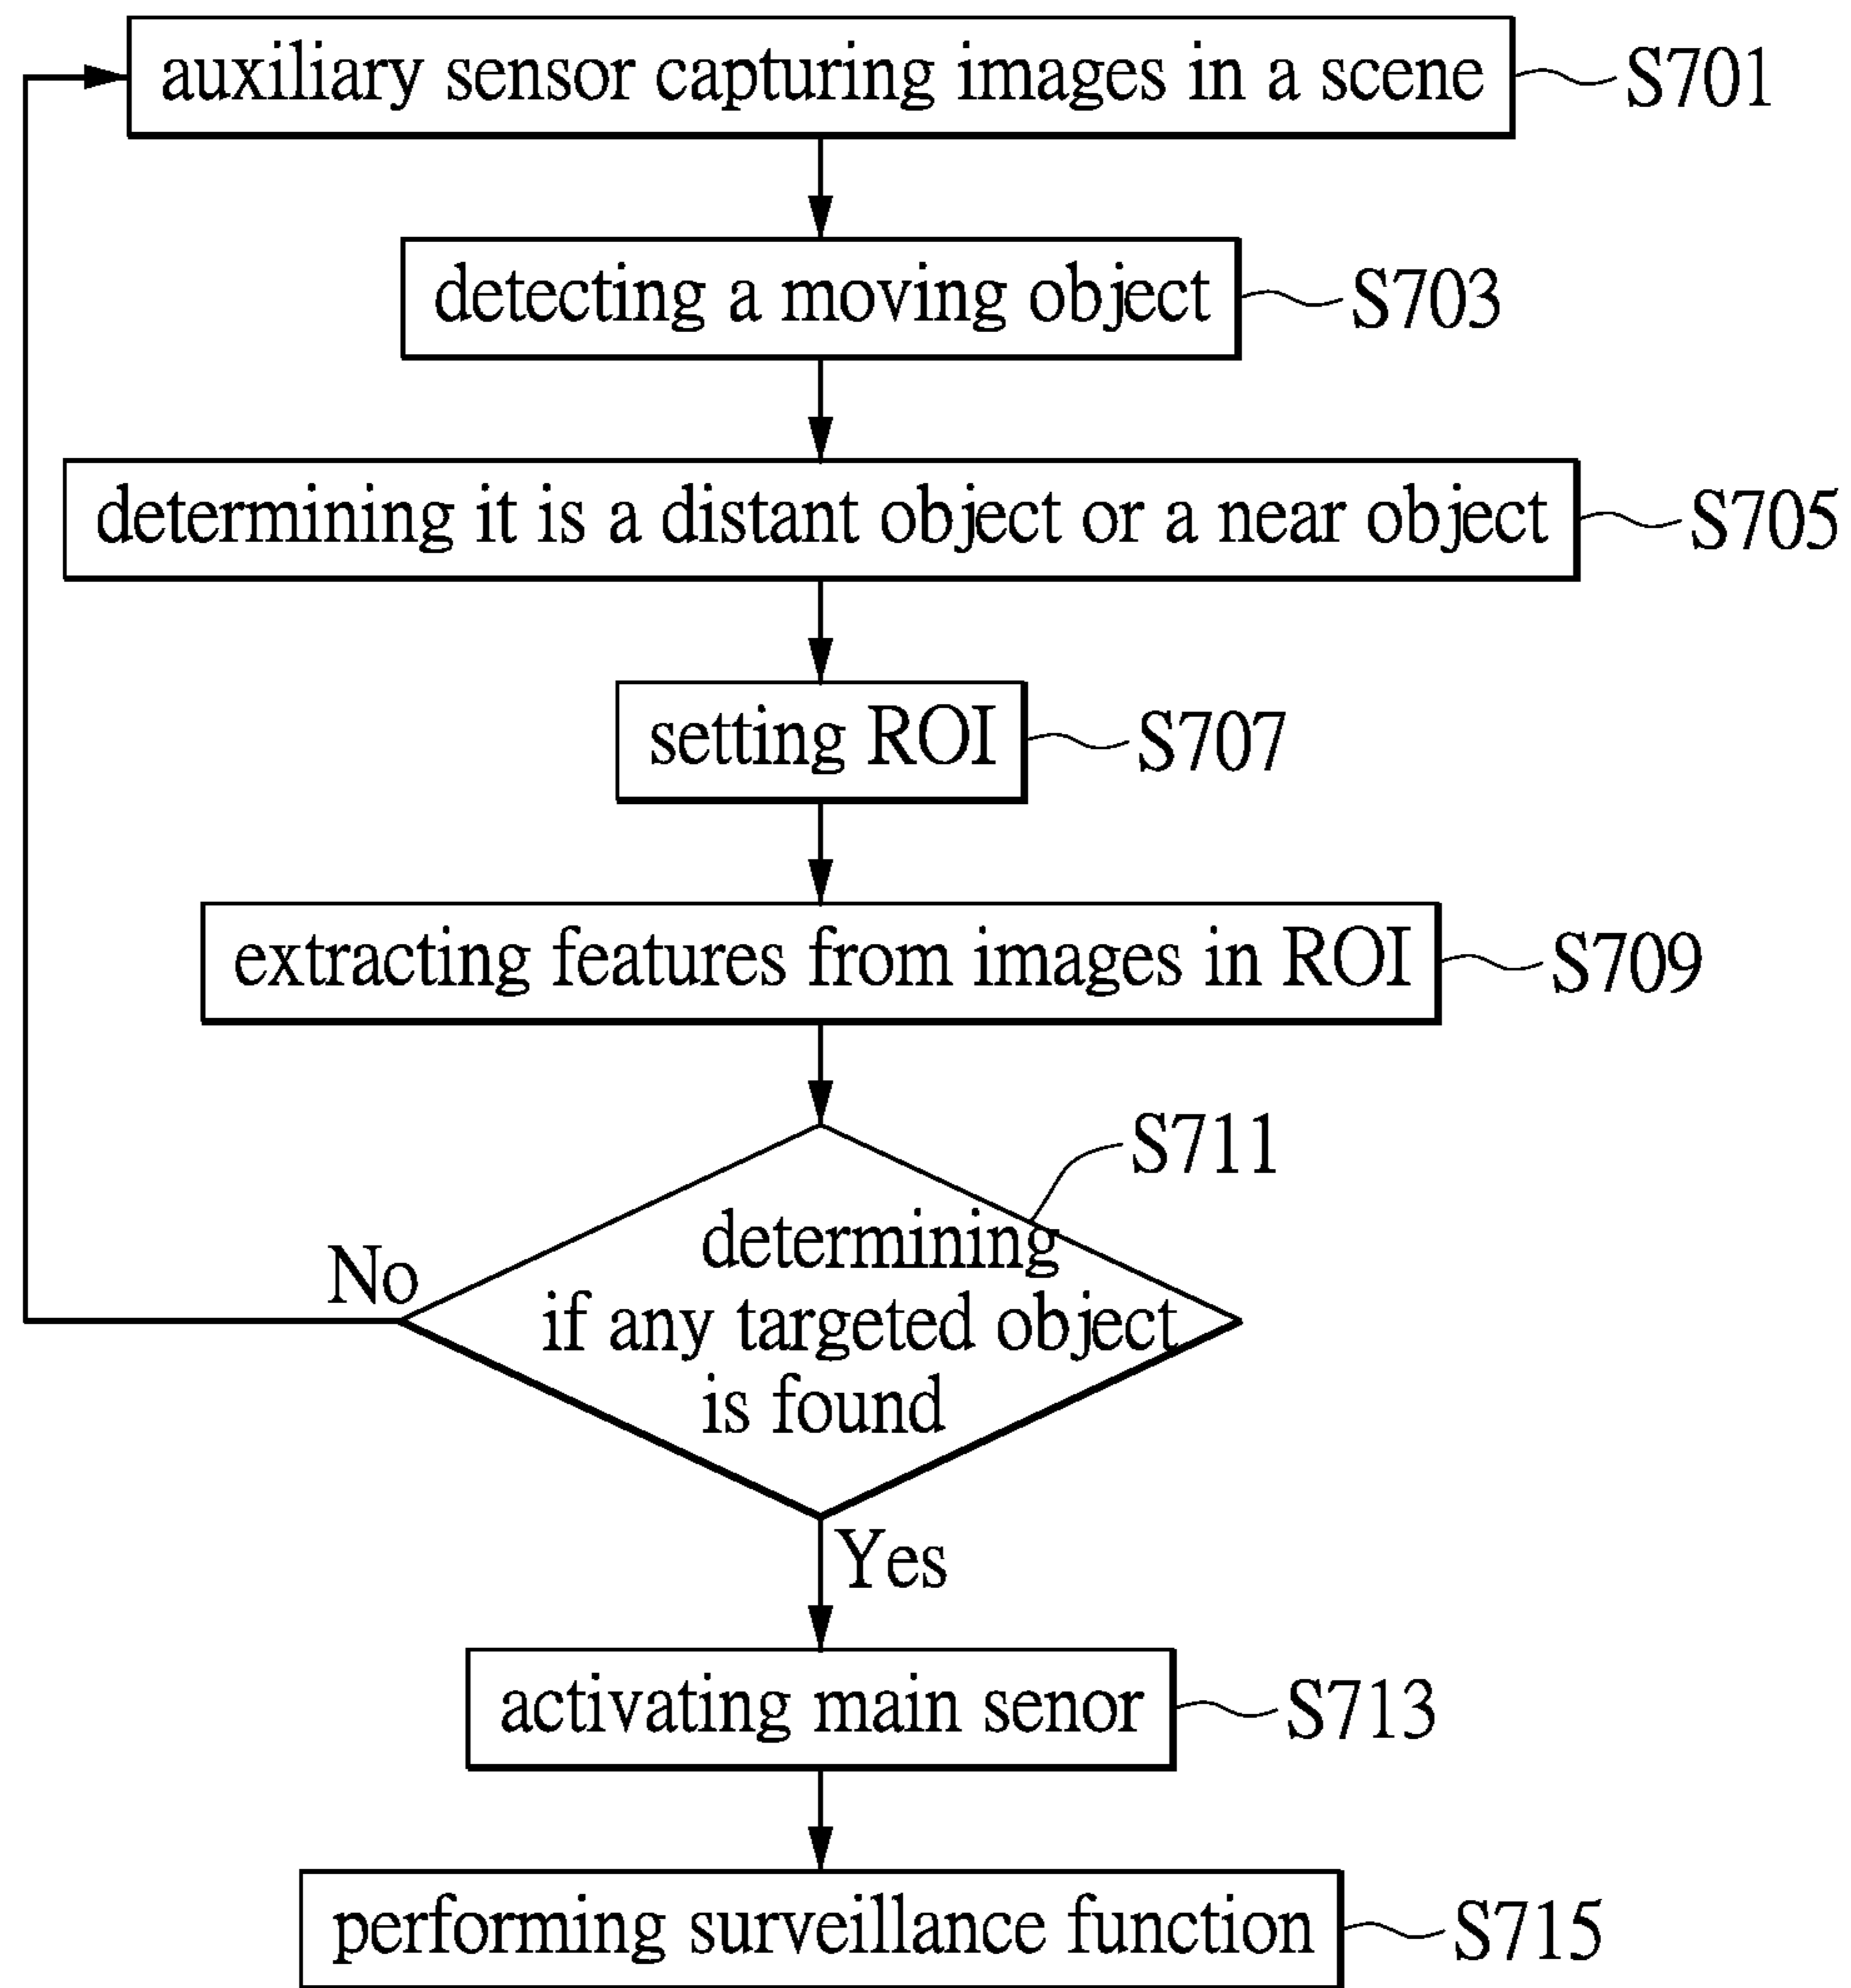 auxiliary sensor capturing images in a scene
S701
detecting a moving object
S703
determining it is a distant object or a near object
S705
setting ROI
S707
extracting features from images in ROI
S709
S711
determining
if any targeted object
is found
No
Yes
activating main senor
S713
performing surveillance function
S715